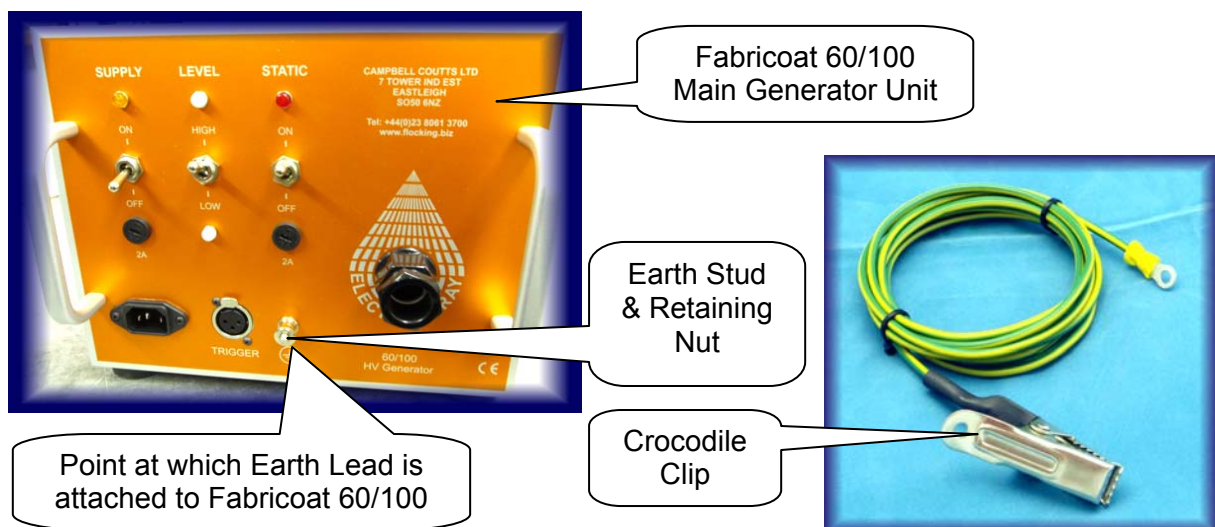 SUPPLY LEVEL STATIC
CAMPBELL COUTTS LTD
7 TOWER IND EST
EASTLEIGH
SO50 6NZ
Tel: +44(0)23 8061 3700
www.flocking.biz
ON HIGH ON
OFF LOW OFF
2A 2A
TRIGGER
60/100
HV Generator
CE
Fabricoat 60/100
Main Generator Unit
Earth Stud
& Retaining
Nut
Point at which Earth Lead is
attached to Fabricoat 60/100
Crocodile
Clip